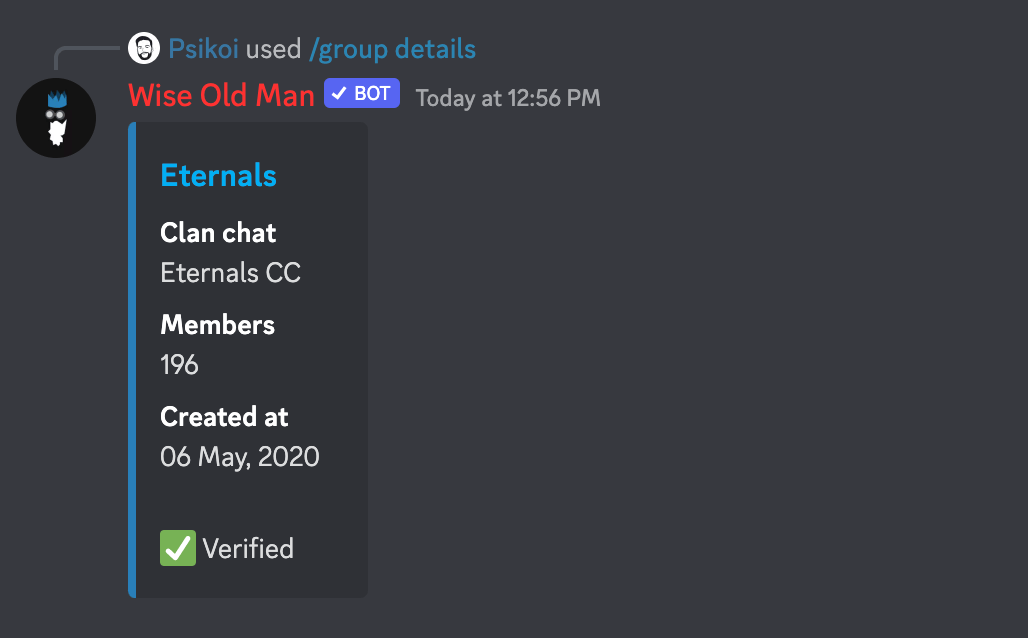 Psikoi used /group details
Wise Old Man ✓ BOT Today at 12:56 PM
Eternals
Clan chat
Eternals CC
Members
196
Created at
06 May, 2020
✅ Verified